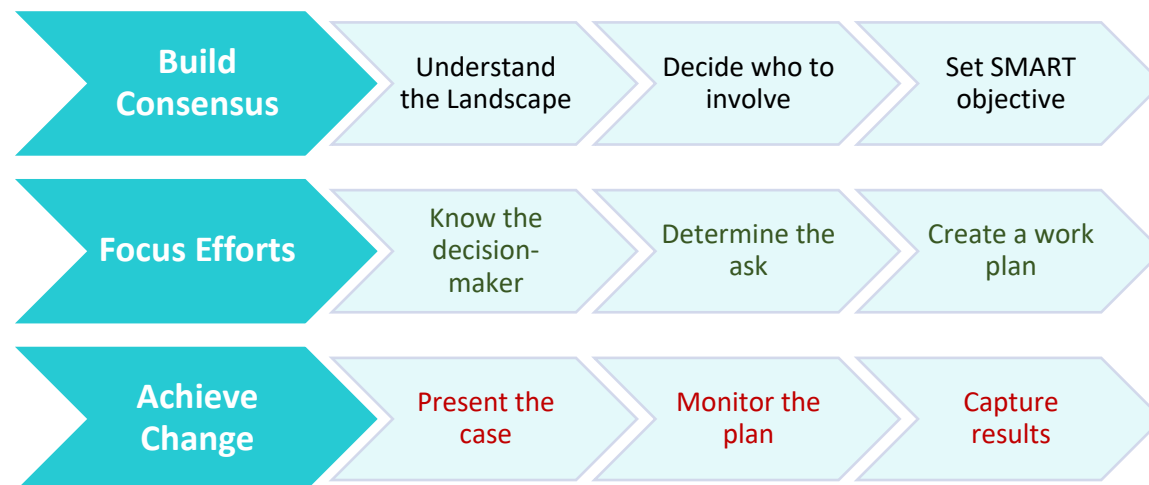 Build
Consensus
Understand
the Landscape
Decide who to
involve
Set SMART
objective
Focus Efforts
Know the
decision-
maker
Determine the
ask
Create a work
plan
Achieve
Change
Present the
case
Monitor the
plan
Capture
results